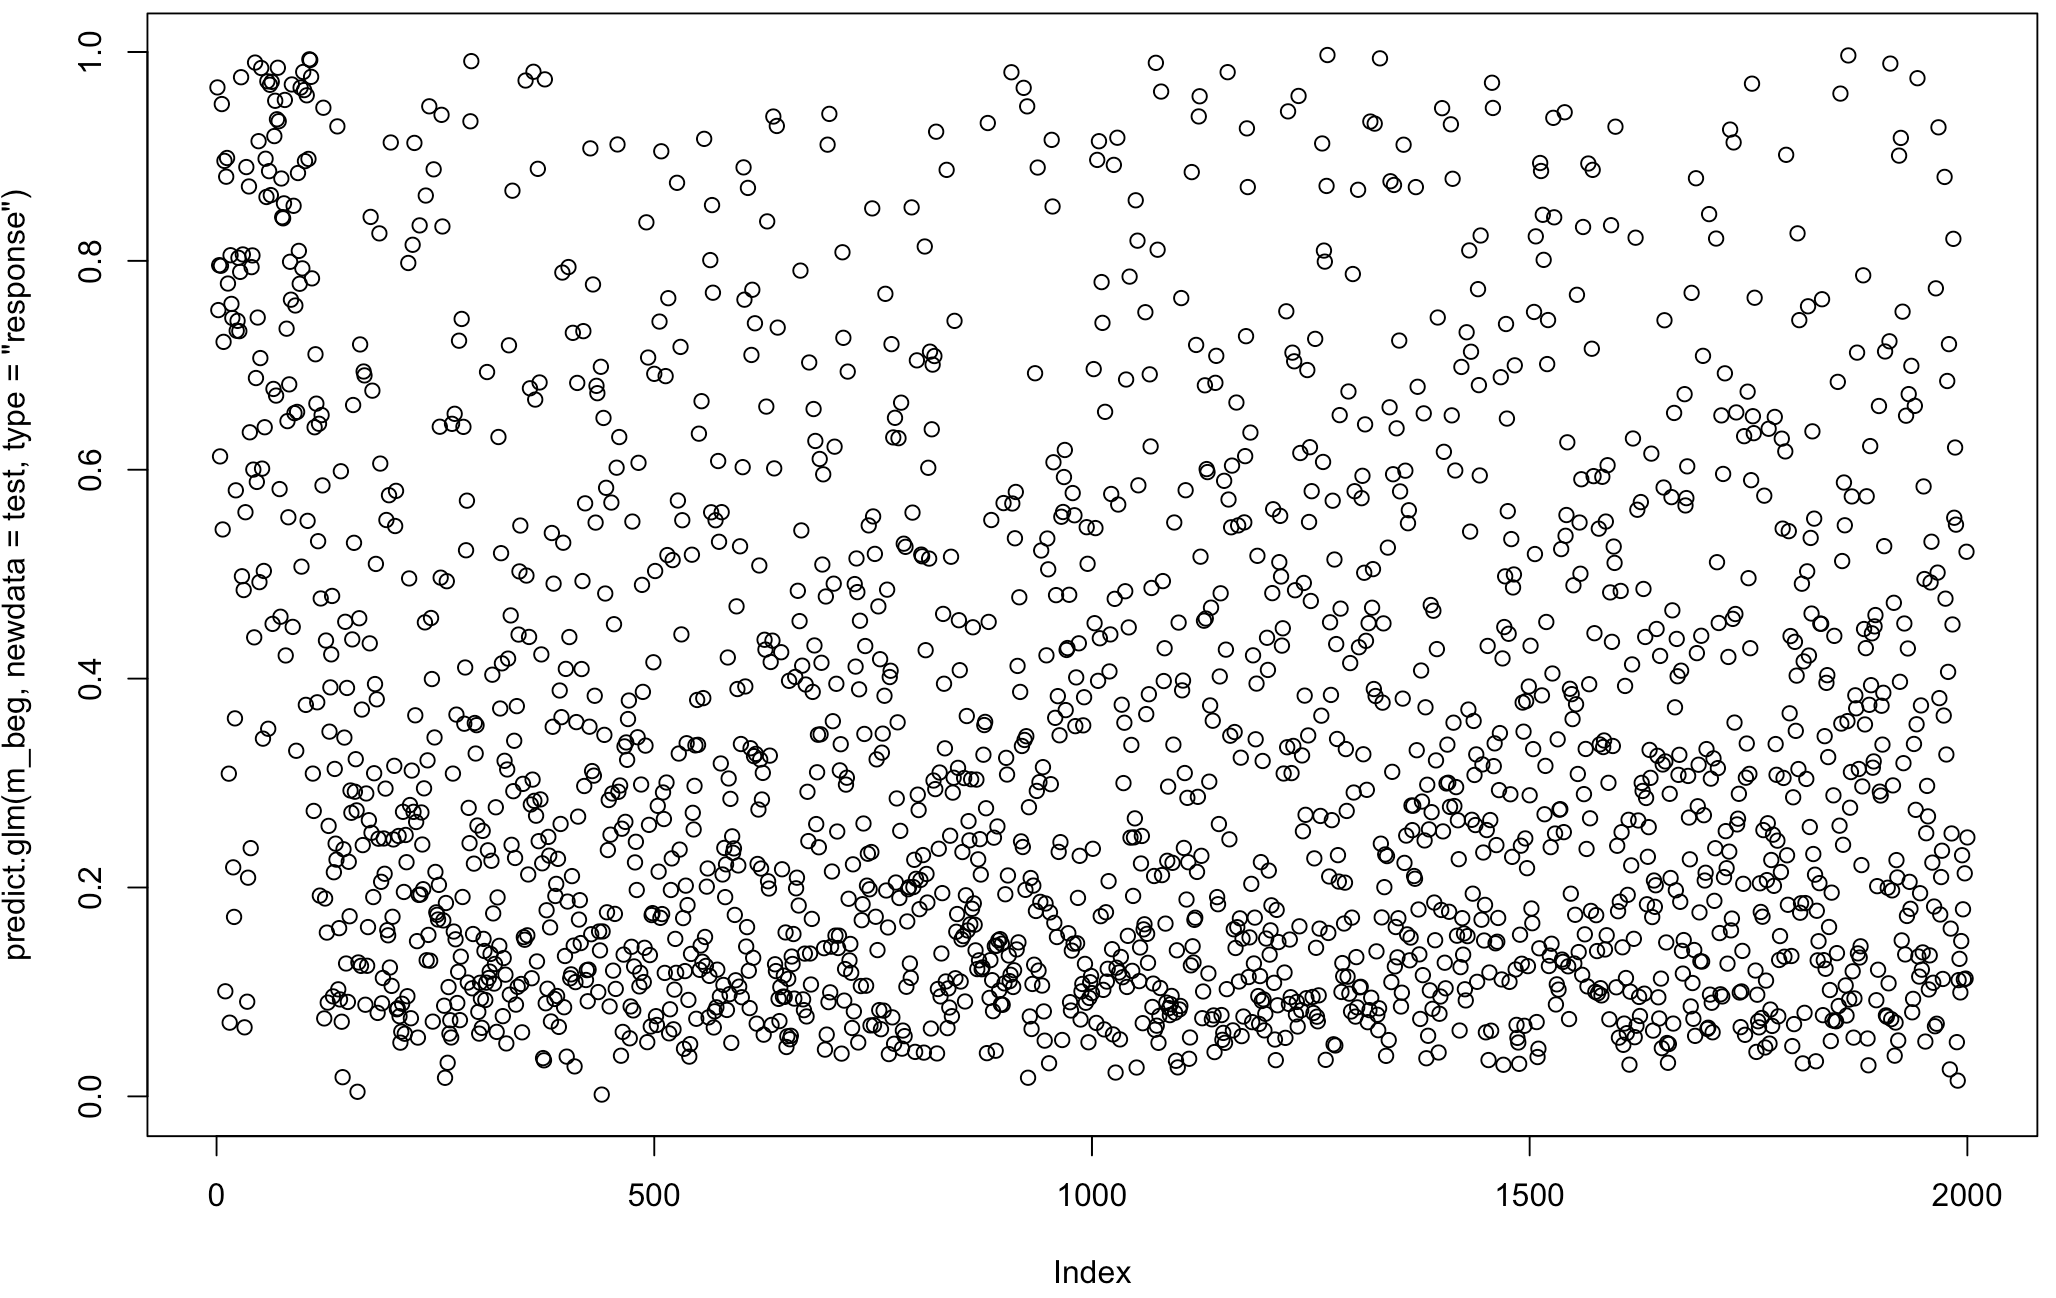 predict.glm(m_beg, newdata = test, type = "response")
1.0
0.8
0.6
0.4
0.2
0.0
0 500 1000 1500 2000
Index